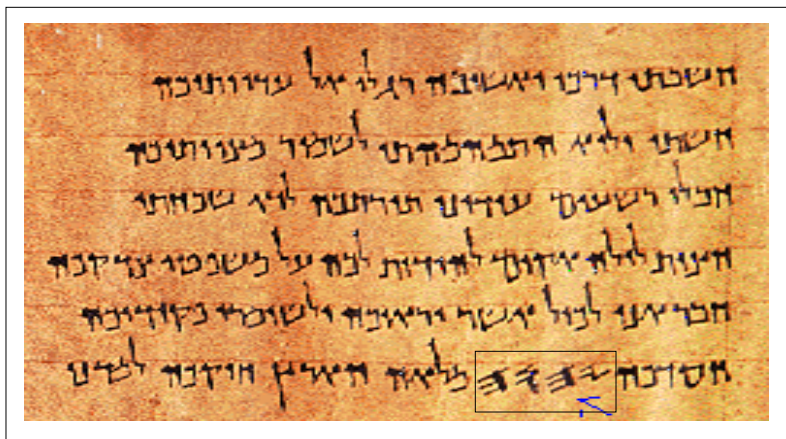 חשבתי דרכי ואשיבה רגלי אל עדוותיכה
חשתי ולוא התמהמהתי לשמור מצוותיכה
חבלי רשעים עודוני תורתכה לוא שכחתי
חצות לילה אקום להודות לכה על משפטי צדקכה
חבר אני לכול אשר יראוכה ולשומרי פקודיכה
חסדכה 𐤉𐤄𐤅𐤄 מלאה הארץ חוקיכה למדני